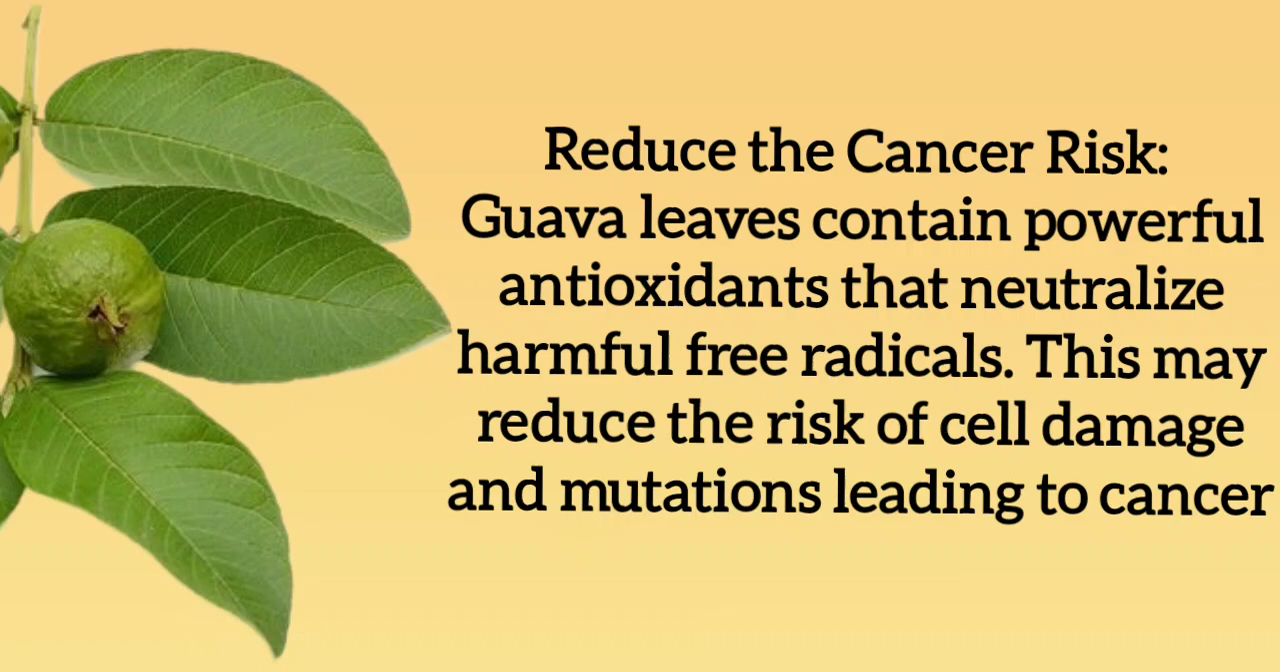 Reduce the Cancer Risk:
Guava leaves contain powerful
antioxidants that neutralize
harmful free radicals. This may
reduce the risk of cell damage
and mutations leading to cancer